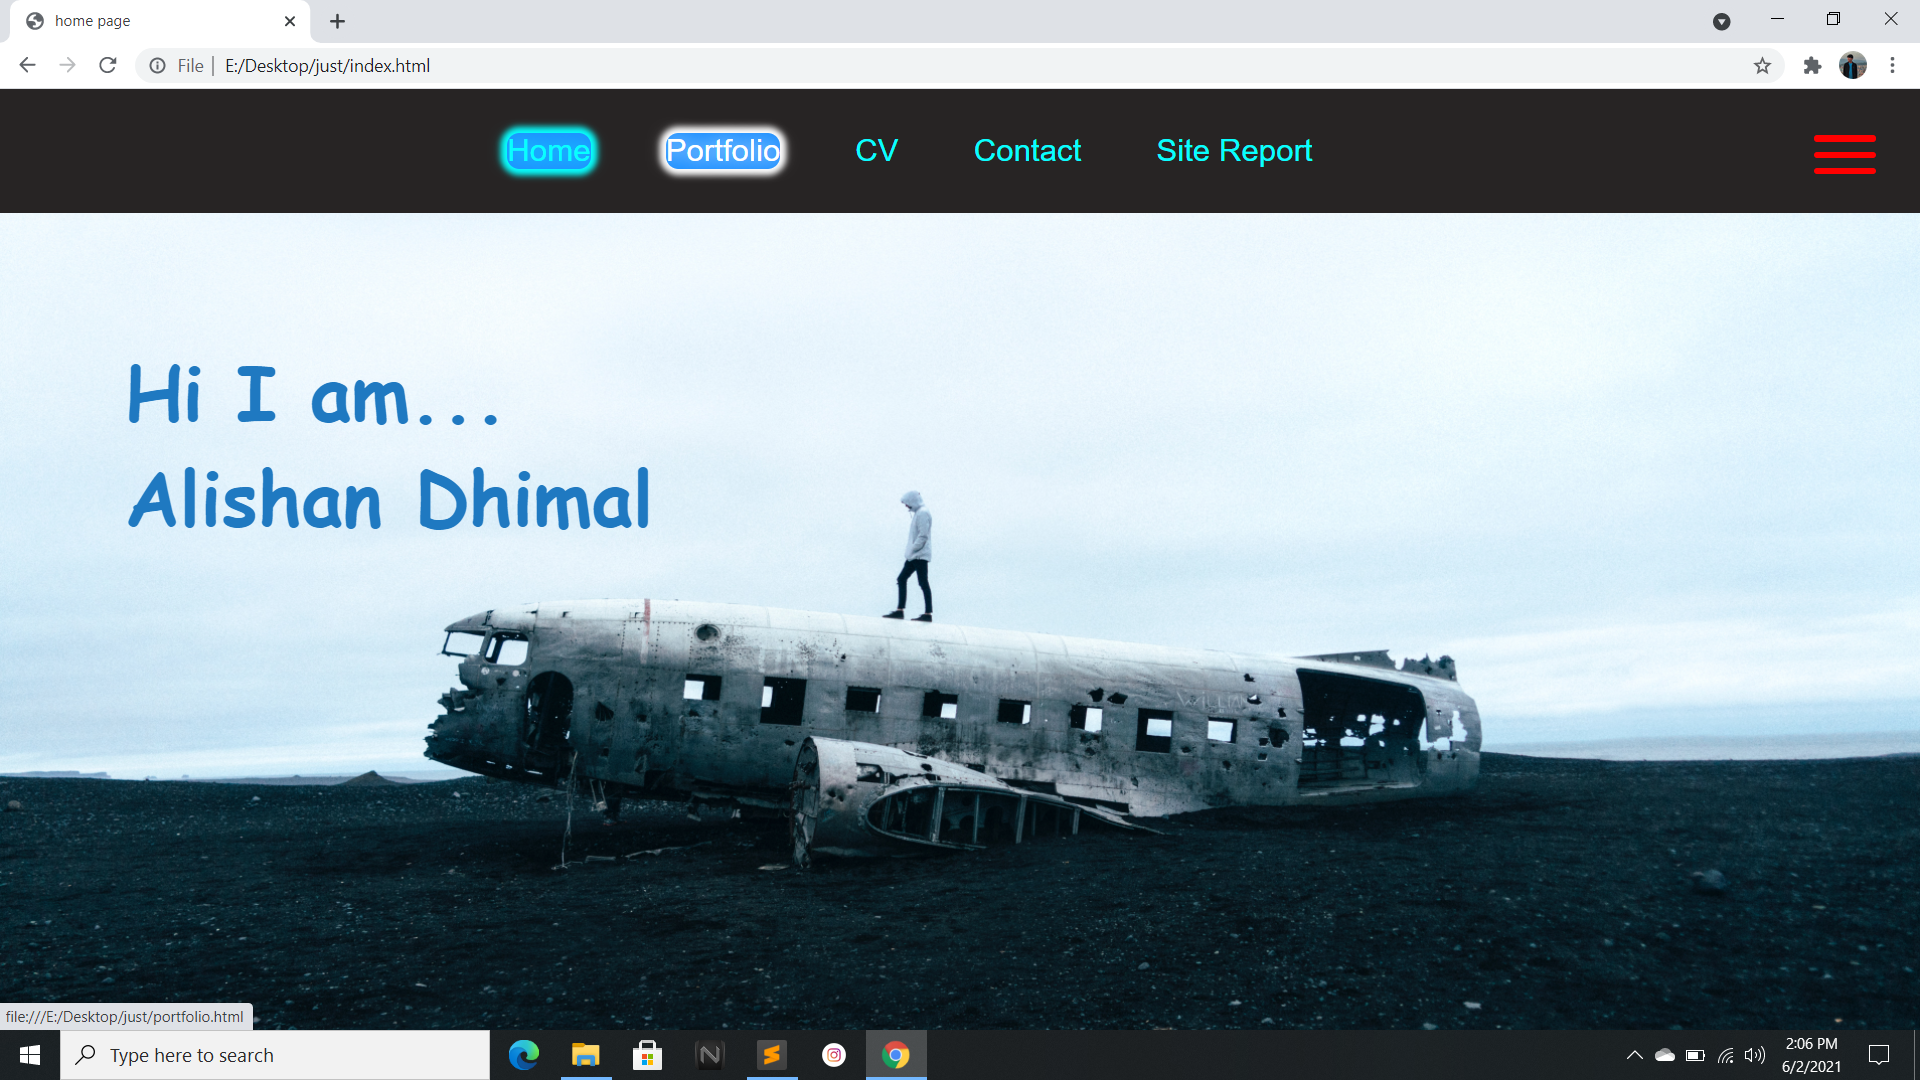 home page
File
E:/Desktop/just/index.html
Home
Portfolio
CV
Contact
Site Report
Hi I am...
Alishan Dhimal
file:///E:/Desktop/just/portfolio.html
Type here to search
2:06 PM
6/2/2021